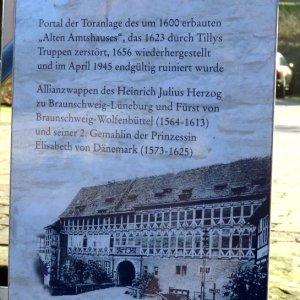 Portal der Toranlage des um 1600 erbauten
„Alten Amtshauses“, das 1623 durch Tillys
Truppen zerstört, 1656 wiederhergestellt
und im April 1945 endgültig ruiniert wurde
Allianzwappen des Heinrich Julius Herzog
zu Braunschweig-Lüneburg und Fürst von
Braunschweig-Wolfenbüttel (1564-1613)
und seiner 2. Gemahlin der Prinzessin
Elisabeth von Dänemark (1573-1625)